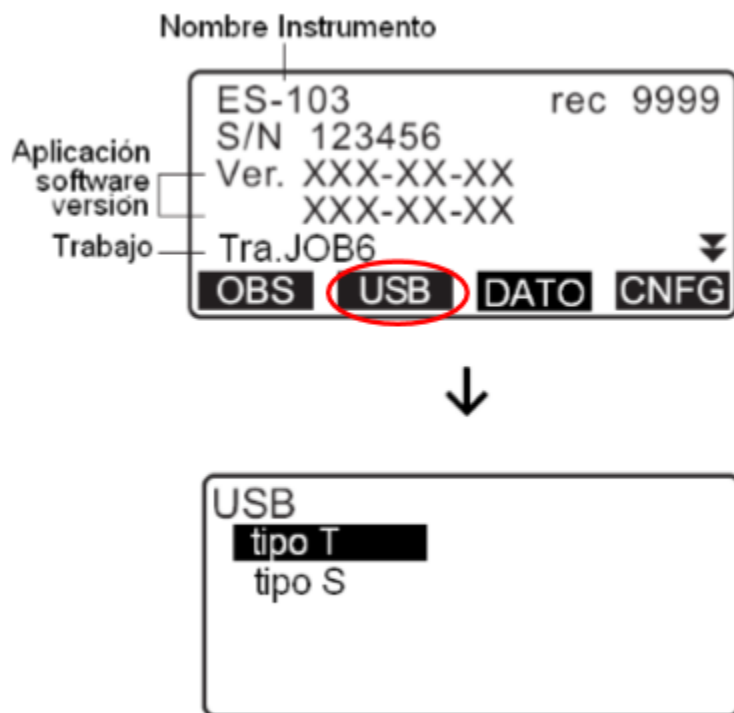 Nombre Instrumento
ES-103 rec 9999
S/N 123456
Aplicación software versión
Ver. XXX-XX-XX
XXX-XX-XX
Trabajo Tra.JOB6
OBS USB DATO CNFG
USB
tipo T
tipo S